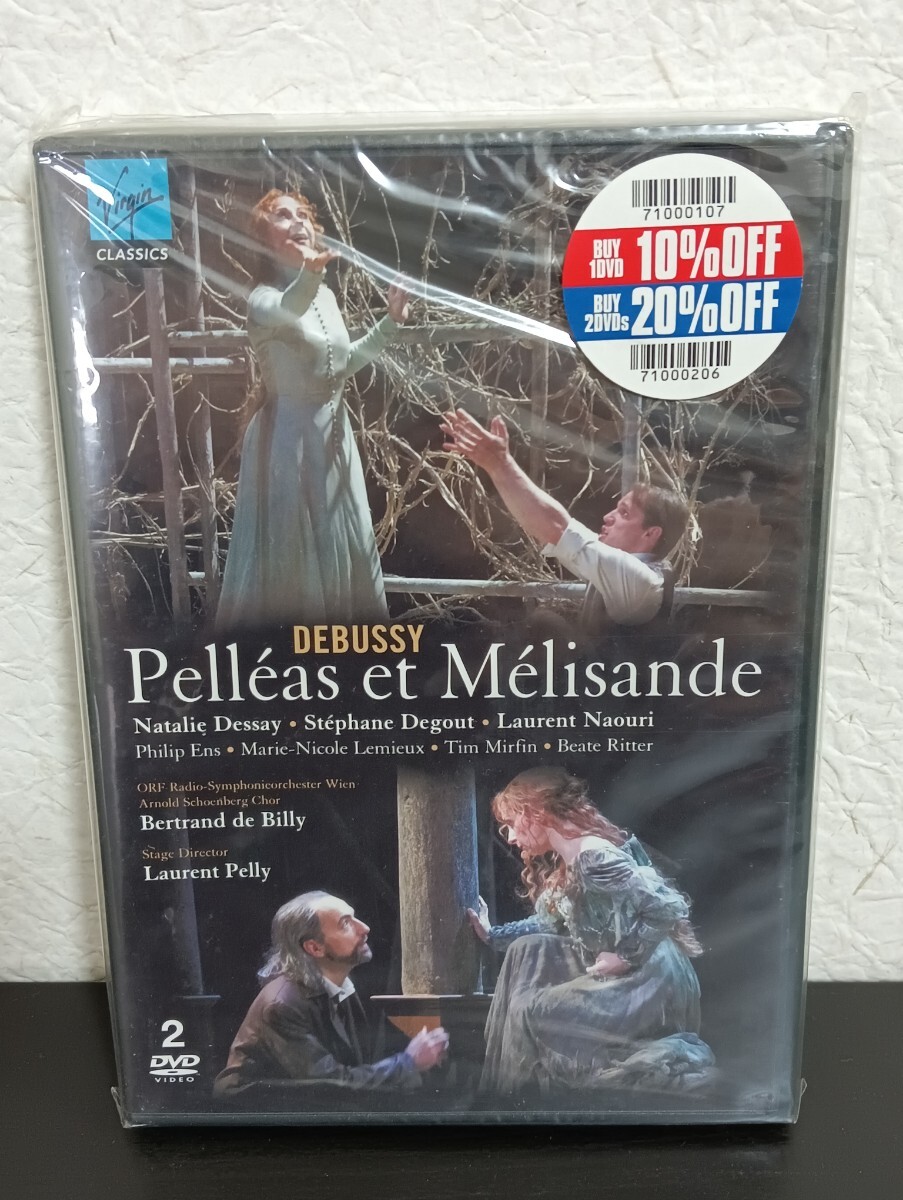 Virgin
CLASSICS
71000107
BUY
1DVD
10%OFF
BUY
2DVDs
20%OFF
71000206
DEBUSSY
Pelléas et Mélisande
Natalie Dessay • Stéphane Degout • Laurent Naouri
Philip Ens • Marie-Nicole Lemieux • Tim Mirfin • Beate Ritter
ORF Radio-Symphonieorchester Wien
Arnold Schoenberg Chor
Bertrand de Billy
Stage Director
Laurent Pelly
2
DVD
VIDEO